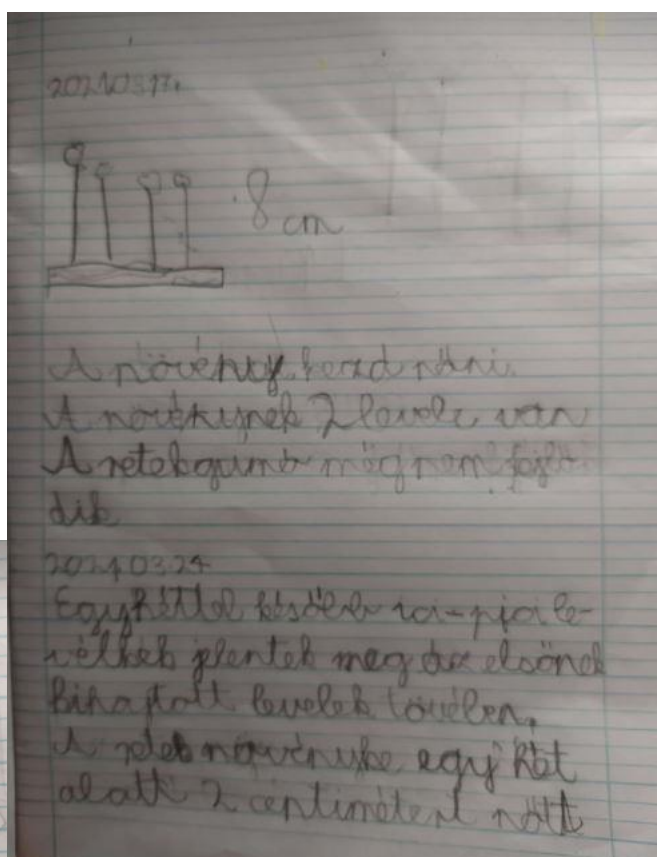 2021.03.17.
8 cm
A növény kezd nőni.
A növénynek 2 levele van
A retekgumó még nem fejlő-
dik
2021.03.24
Egy héttel később
vélkék jelentek meg az elsőnek
kihajtott levelek tövében.
A retek növényke egy hét
alatt 2 centimétert nőtt